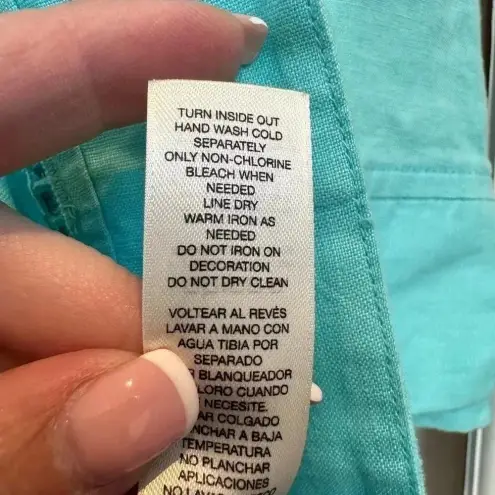 TURN INSIDE OUT
HAND WASH COLD
SEPARATELY
ONLY NON-CHLORINE
BLEACH WHEN
NEEDED
LINE DRY
WARM IRON AS
NEEDED
DO NOT IRON ON
DECORATION
DO NOT DRY CLEAN
VOLTEAR AL REVÉS
LAVAR A MANO CON
AGUA TIBIA POR
SEPARADO
BLANQUEADOR
CUANDO
NECESITE.
COLGADO
A BAJA
TEMPERATURA
NO PLANCHAR
APLICACIONES
NO